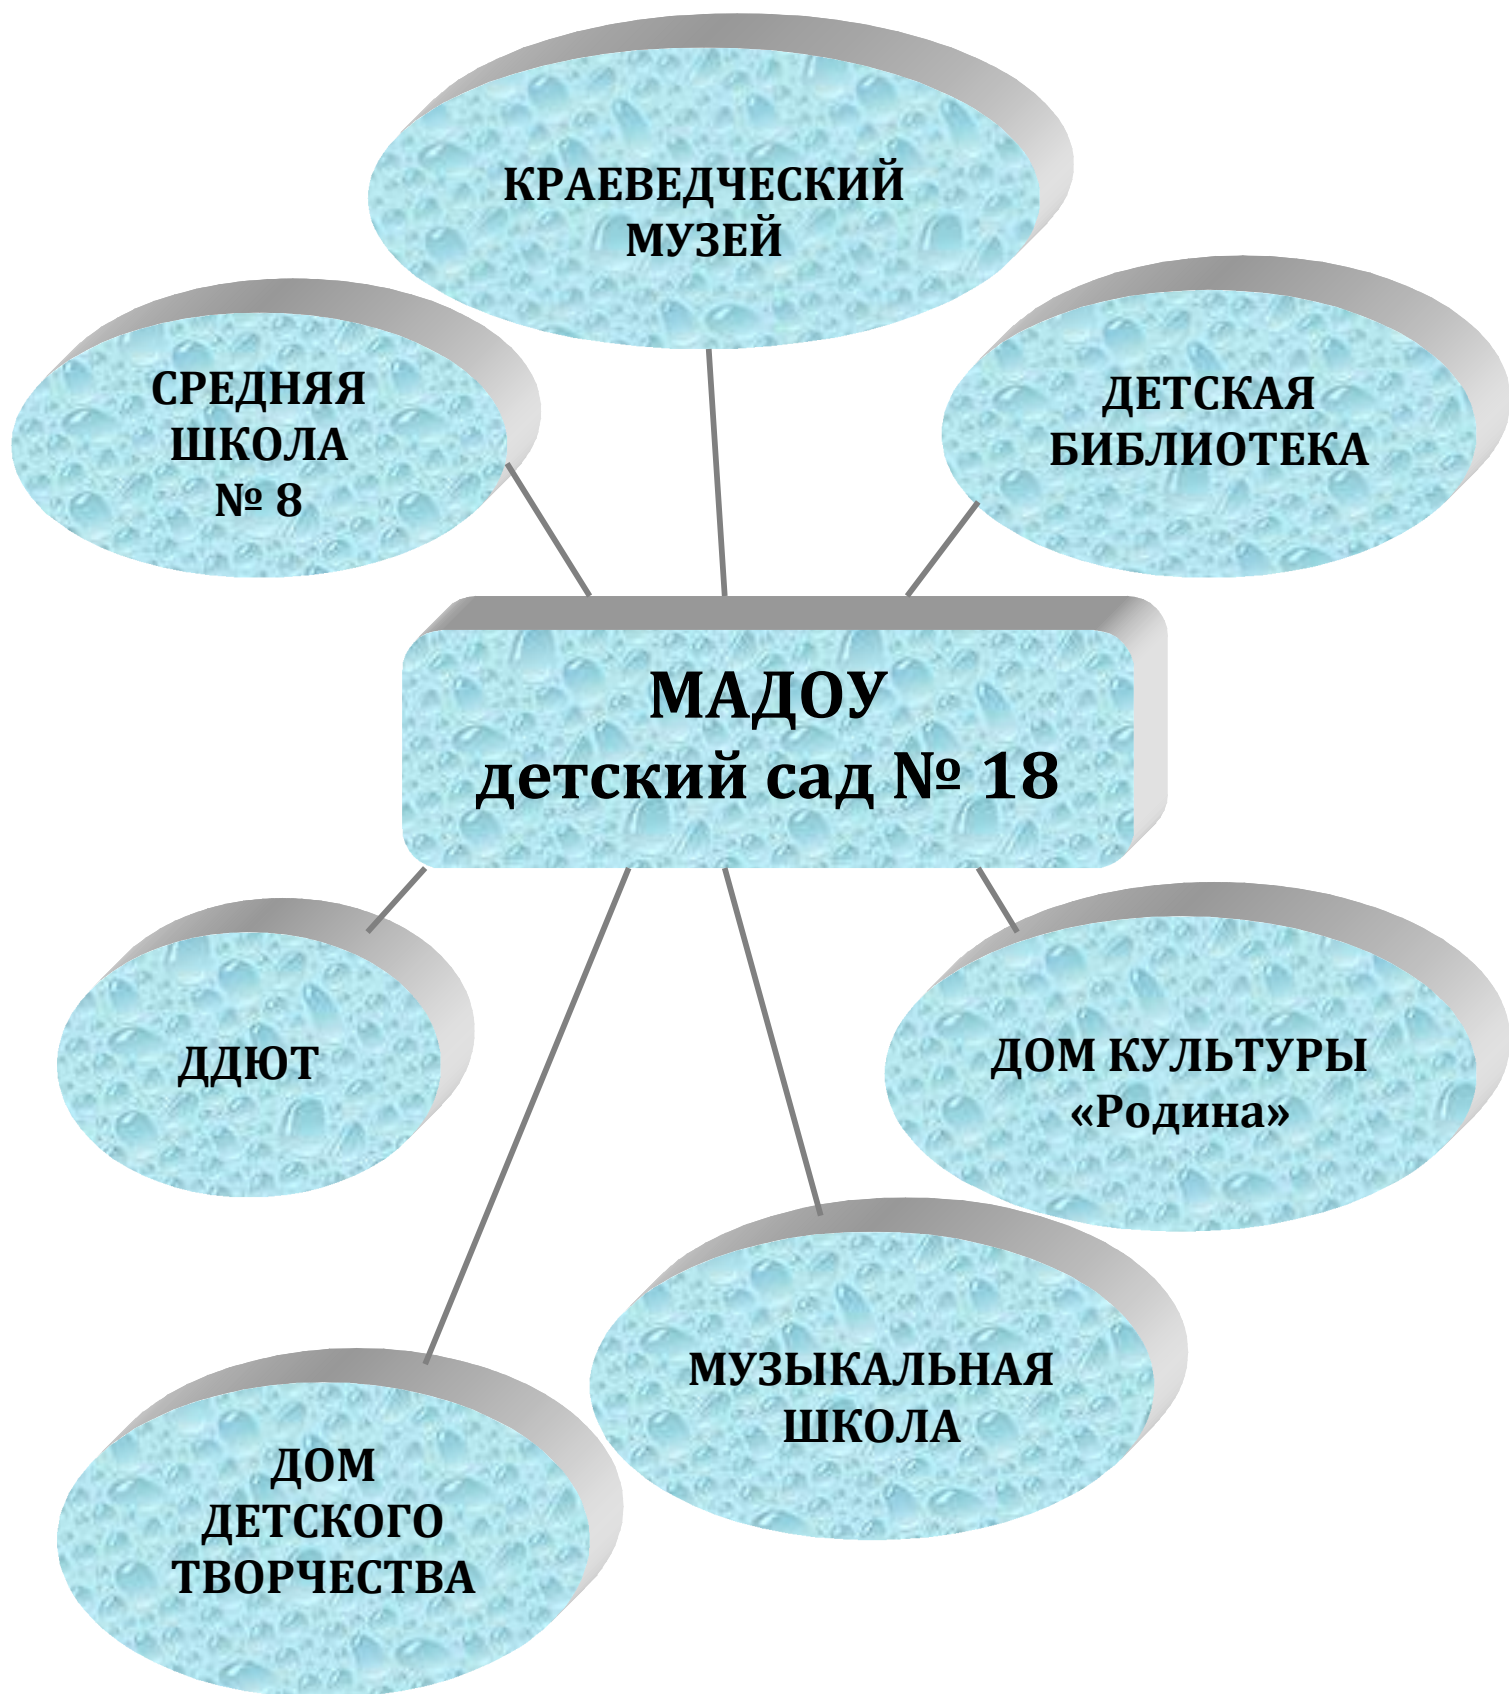 КРАЕВЕДЧЕСКИЙ
МУЗЕЙ
СРЕДНЯЯ
ШКОЛА
№ 8
ДЕТСКАЯ
БИБЛИОТЕКА
МАДОУ
детский сад № 18
ДДЮТ
ДОМ КУЛЬТУРЫ
«Родина»
МУЗЫКАЛЬНАЯ
ШКОЛА
ДОМ
ДЕТСКОГО
ТВОРЧЕСТВА